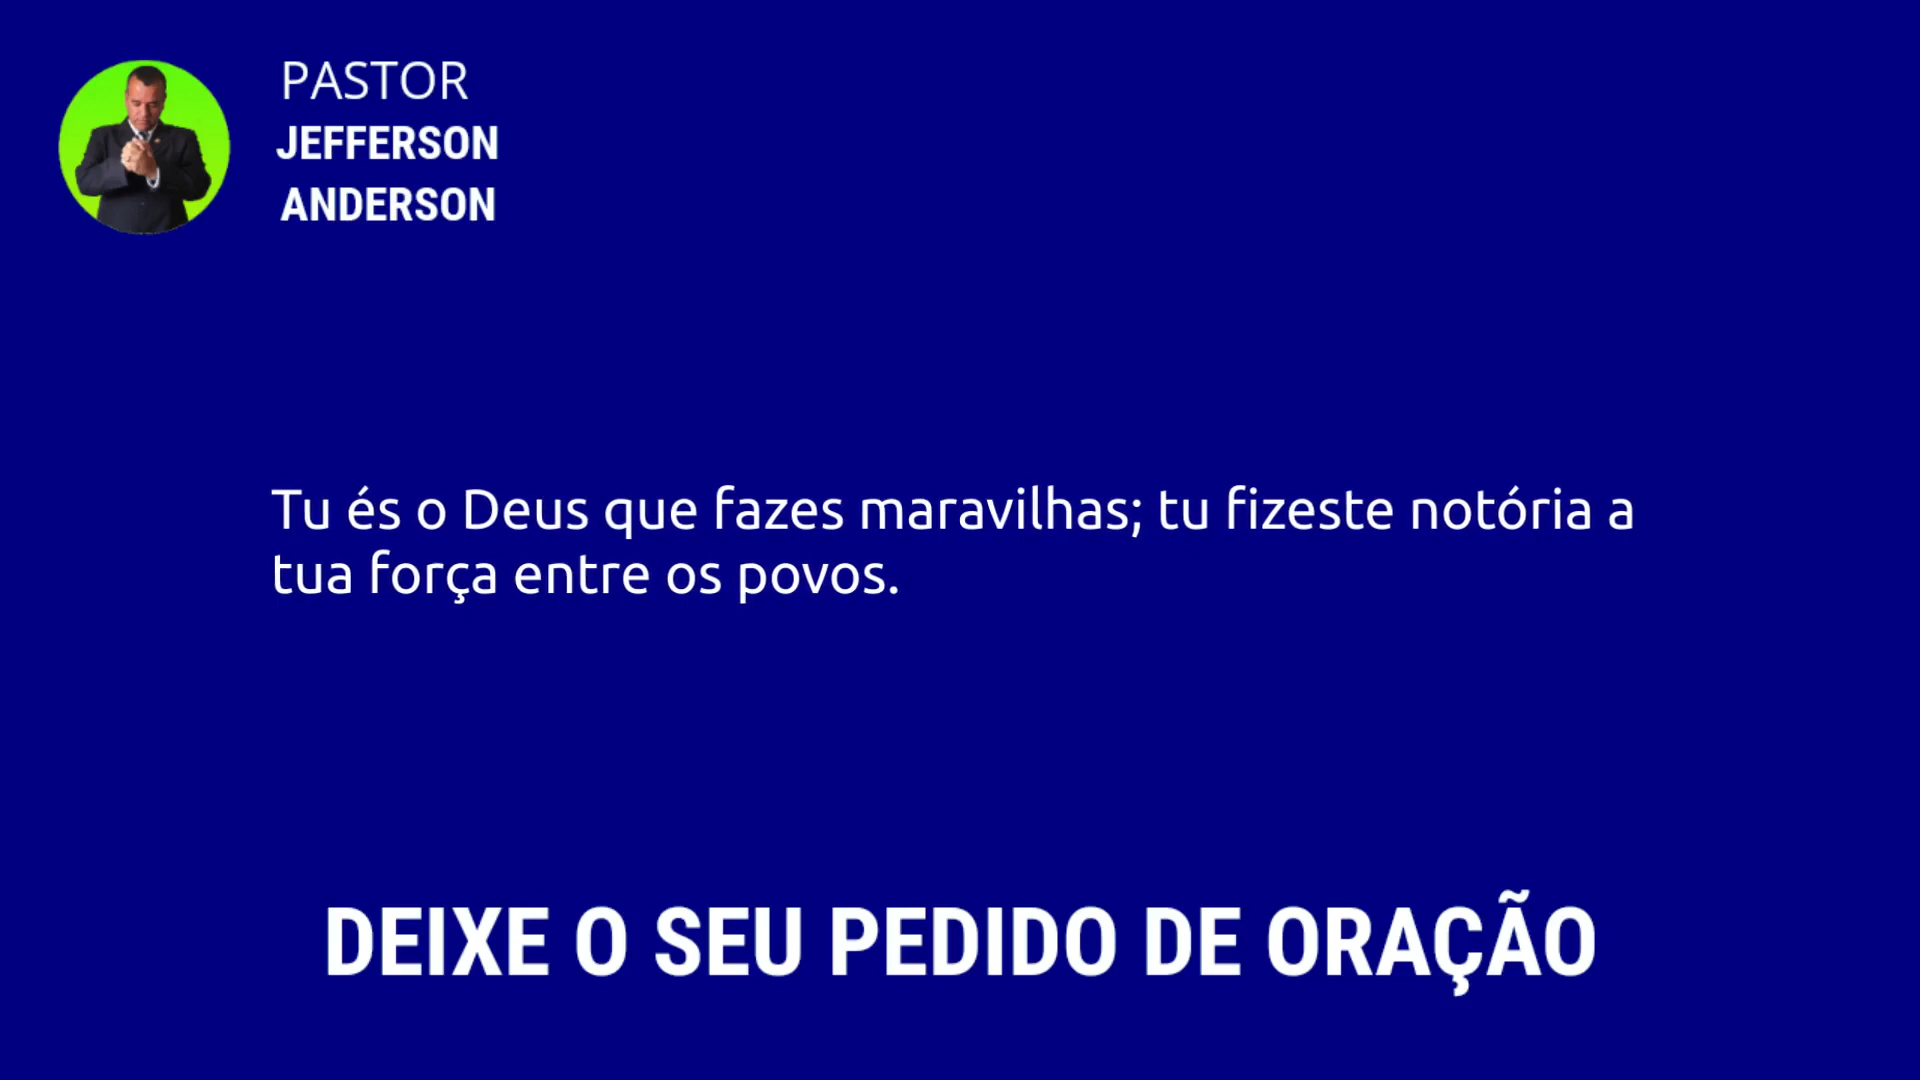 PASTOR
JEFFERSON
ANDERSON
Tu és o Deus que fazes maravilhas; tu fizeste notória a
tua força entre os povos.
DEIXE O SEU PEDIDO DE ORAÇÃO